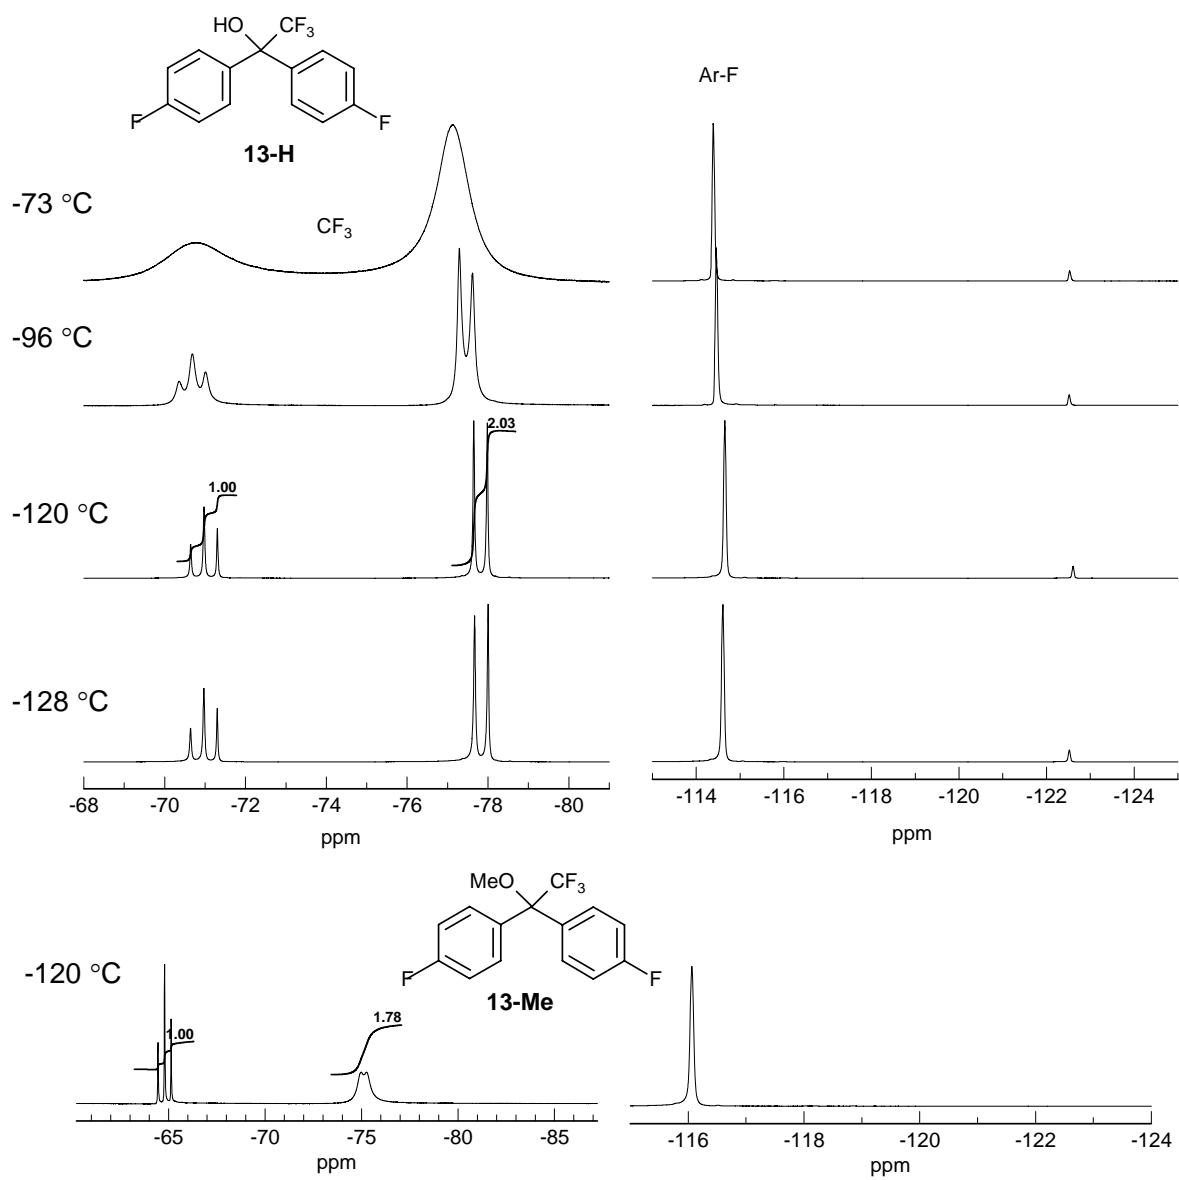 HO CF3
Ar-F
F F
13-H
-73 °C
CF3
-96 °C
2.03
1.00
-120 °C
-128 °C
-68 -70 -72 -74 -76 -78 -80
-114 -116 -118 -120 -122 -124
ppm
ppm
MeO CF3
-120 °C
F F
13-Me
1.78
1.00
-65 -70 -75 -80 -85
-116 -118 -120 -122 -124
ppm
ppm